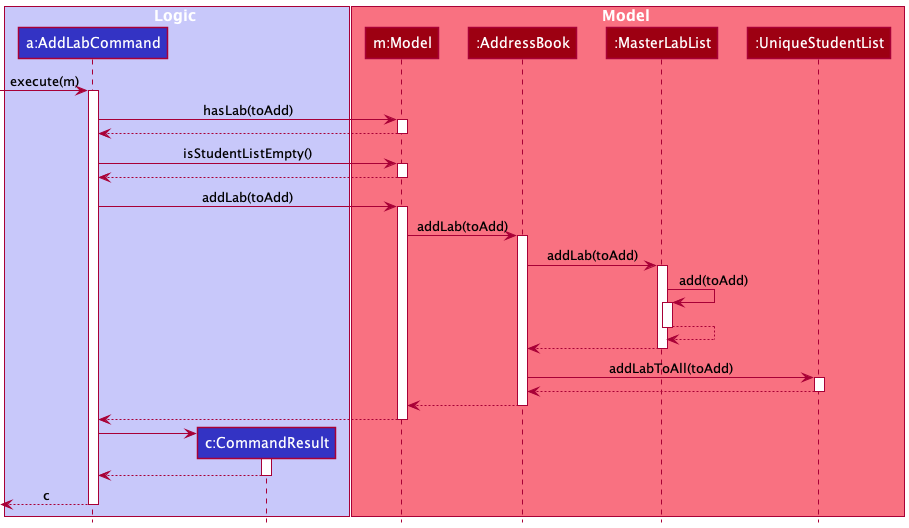 Logic
Model
a:AddLabCommand
m:Model
:AddressBook
:MasterLabList
:UniqueStudentList
execute(m)
hasLab(toAdd)
isStudentListEmpty()
addLab(toAdd)
addLab(toAdd)
addLab(toAdd)
add(toAdd)
addLabToAll(toAdd)
c:CommandResult
c